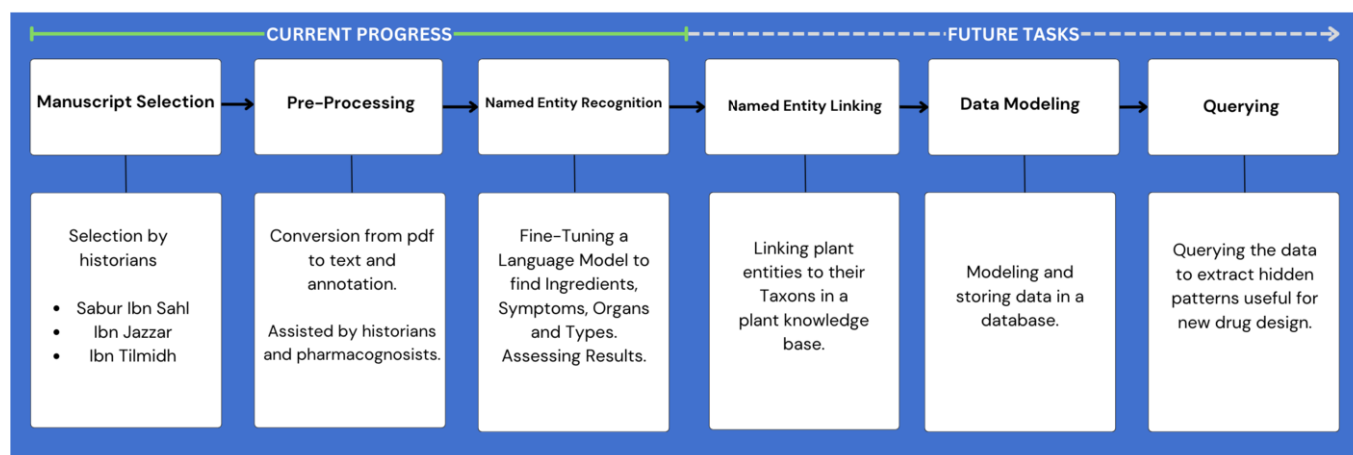 CURRENT PROGRESS
FUTURE TASKS
Manuscript Selection
Pre-Processing
Named Entity Recognition
Named Entity Linking
Data Modeling
Querying
Selection by
historians
• Sabur Ibn Sahl
• Ibn Jazzar
• Ibn Tilmidh
Conversion from pdf
to text and
annotation.
Assisted by historians
and pharmacognosists.
Fine-Tuning a
Language Model to
find Ingredients,
Symptoms, Organs
and Types.
Assessing Results.
Linking plant
entities to their
Taxons in a
plant knowledge
base.
Modeling and
storing data in a
database.
Querying the data
to extract hidden
patterns useful for
new drug design.